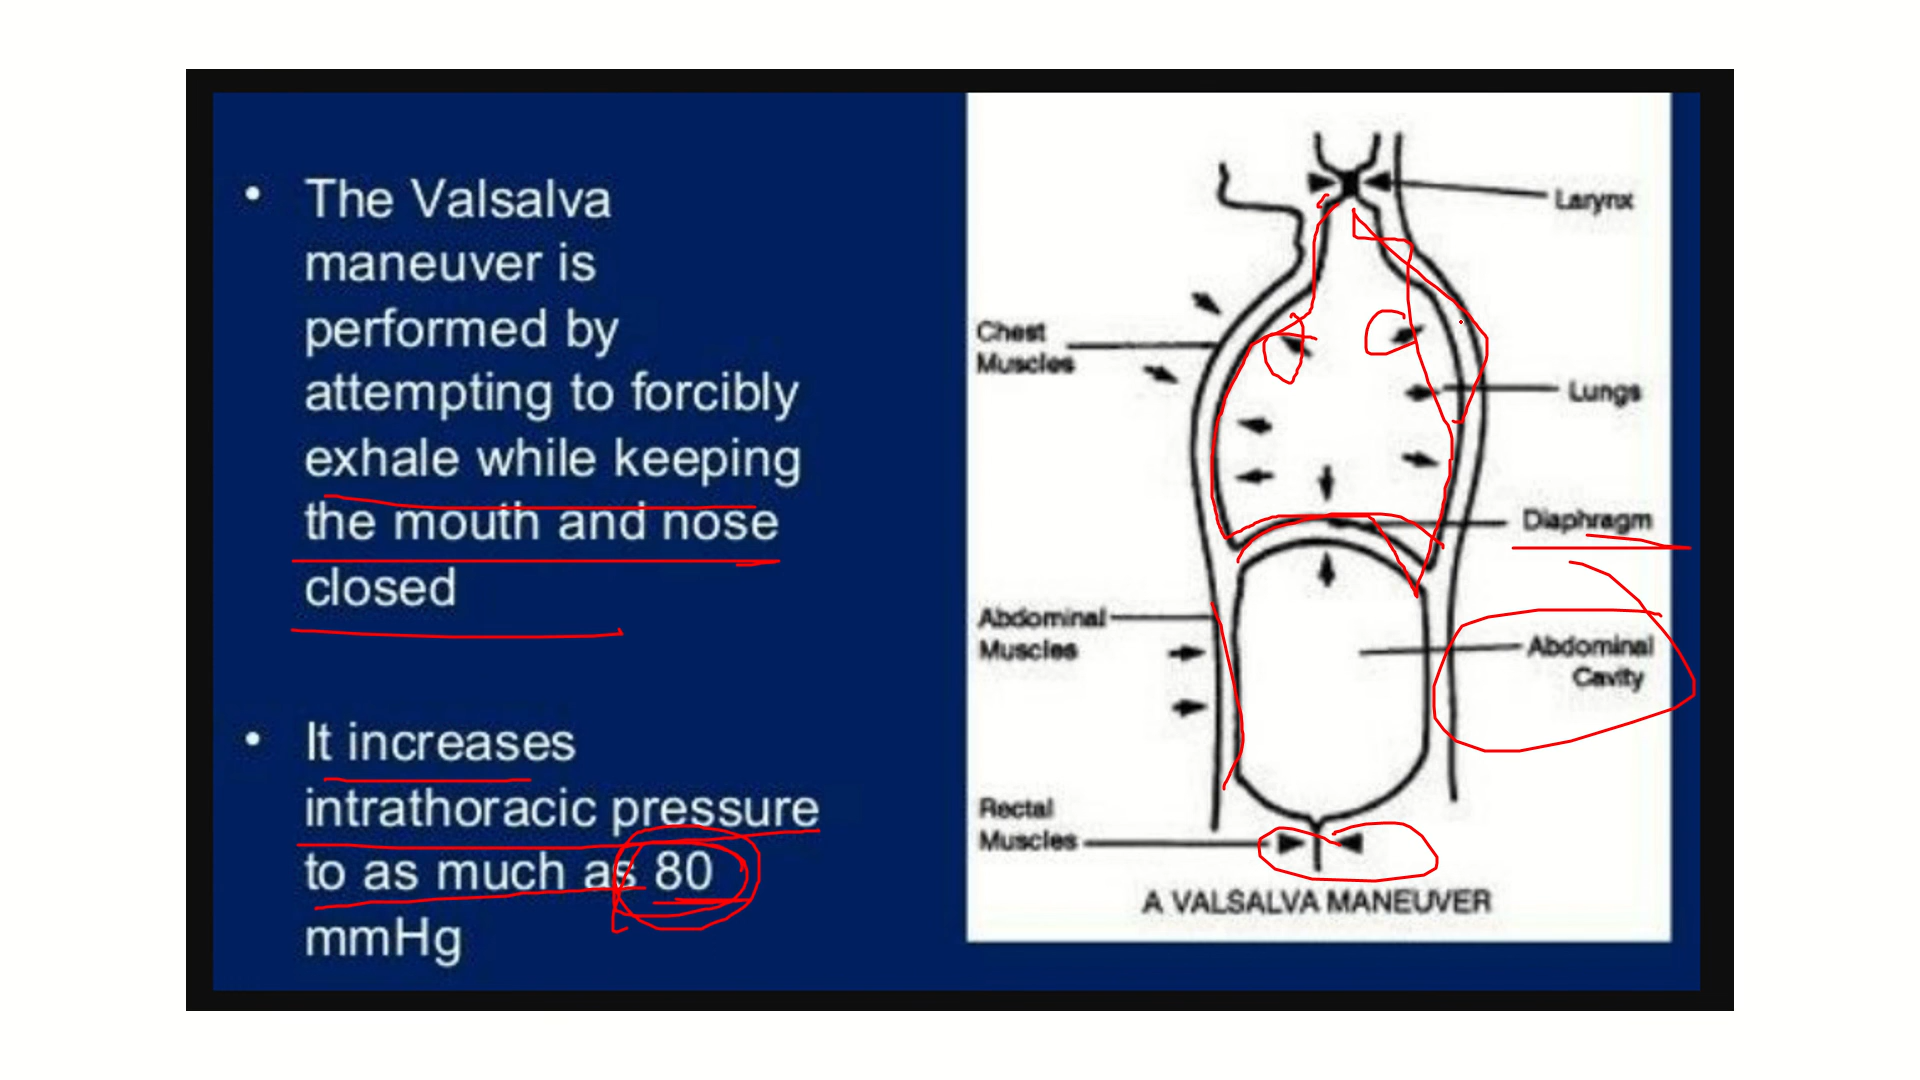 • The Valsalva
maneuver is
performed by
attempting to forcibly
exhale while keeping
the mouth and nose
closed
• It increases
intrathoracic pressure
to as much as 80
mmHg
Larynx
Chest
Muscles
Lungs
Diaphragm
Abdominal
Muscles
Abdominal
Cavity
Rectal
Muscles
A VALSALVA MANEUVER